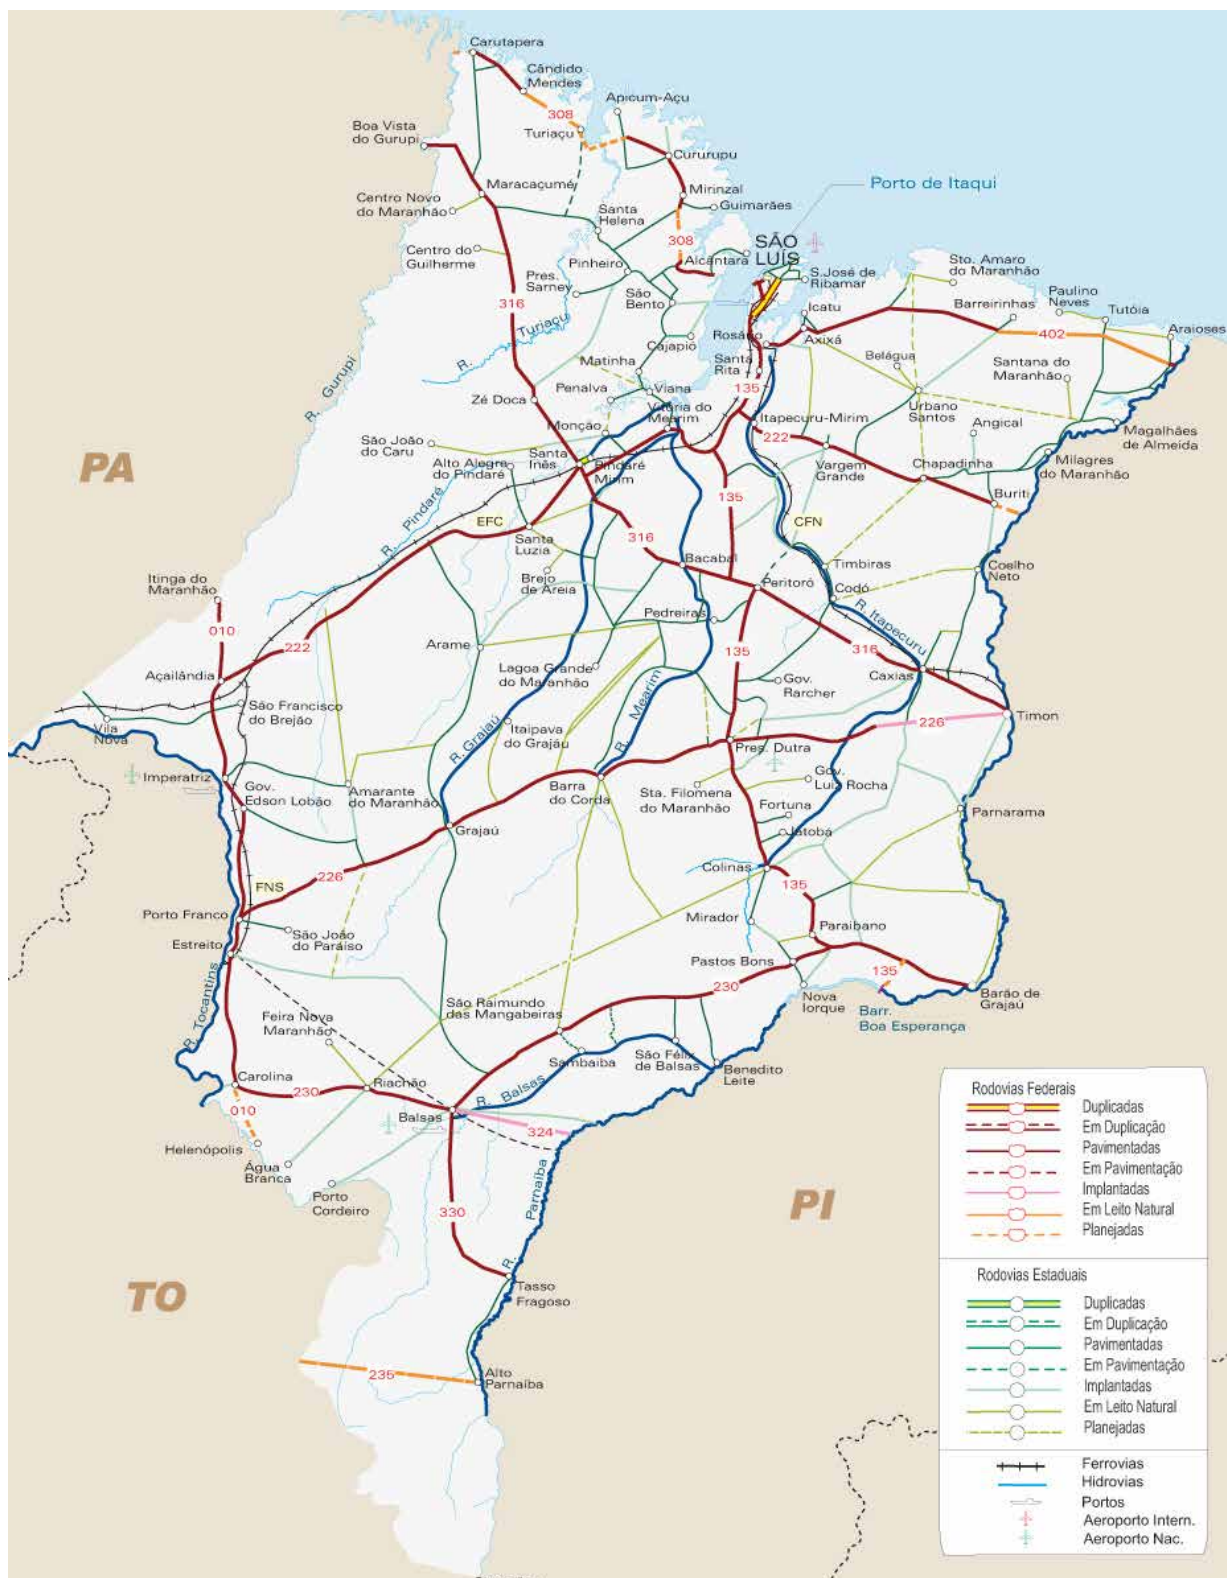 Carutapera
Cândido
Mendes
308
Apicum-Açu
Turiaçu
Boa Vista
do Gurupi
Cururupu
Maracaçumé
Mirinzal
Guimarães
Porto de Itaqui
Centro Novo
do Maranhão
Santa
Helena
308
SÃO
LUÍS
Centro do
Guilherme
Alcântara
Pinheiro
Pres.
Sarney
São
Bento
S.José de
Ribamar
Sto. Amaro
do Maranhão
316
Paulino
Neves
Barreirinhas
Tutóia
Icatu
R. Turiaçu
Araioses
Rosário
Axixá
402
Cajapió
Matinha
Santa
Rita
Belágua
Santana do
Maranhão
R. Gurupi
Penalva
Viana
135
Zé Doca
Vitória do
Mearim
Itapecuru-Mirim
Urbano
Santos
Monção
222
Angical
Magalhães
de Almeida
São João
do Caru
PA
Alto Alegre
do Pindaré
Santa
Inês
Pindaré
Mirim
Vargem
Grande
Chapadinha
Milagres
do Maranhão
135
Buriti
R. Pindaré
EFC
CFN
316
Santa
Luzia
Bacabal
Timbiras
Coelho
Neto
Itinga do
Maranhão
Brejo
de Areia
Peritoró
Codó
R. Itapecuru
Pedreiras
010
222
Arame
135
316
Lagoa Grande
do Maranhão
Caxias
Açailândia
Gov.
Rarcher
São Francisco
do Brejão
R. Mearim
Vila
Nova
R. Grajaú
Itaipava
do Grajáu
226
Timon
Pres. Dutra
Imperatriz
Gov.
Edson Lobão
Amarante
do Maranhão
Barra
do Corda
Sta. Filomena
do Maranhão
Gov.
Luiz Rocha
Fortuna
Parnarama
Grajaú
Jatobá
Colinas
226
135
FNS
Porto Franco
Mirador
São João
do Paraíso
Paraibano
Estreito
Pastos Bons
135
R. Tocantins
230
Nova
Iorque
Barão de
Grajaú
São Raimundo
das Mangabeiras
Barr.
Boa Esperança
Feira Nova
Maranhão
Sambaiba
São Félix
de Balsas
Benedito
Leite
Carolina
230
Riachão
R. Balsas
010
Balsas
324
Helenópolis
Água
Branca
Porto
Cordeiro
R. Parnaíba
330
PI
TO
Tasso
Fragoso
235
Alto
Parnaíba
Rodovias Federais
Duplicadas
Em Duplicação
Pavimentadas
Em Pavimentação
Implantadas
Em Leito Natural
Planejadas
Rodovias Estaduais
Duplicadas
Em Duplicação
Pavimentadas
Em Pavimentação
Implantadas
Em Leito Natural
Planejadas
Ferrovias
Hidrovias
Portos
Aeroporto Intern.
Aeroporto Nac.